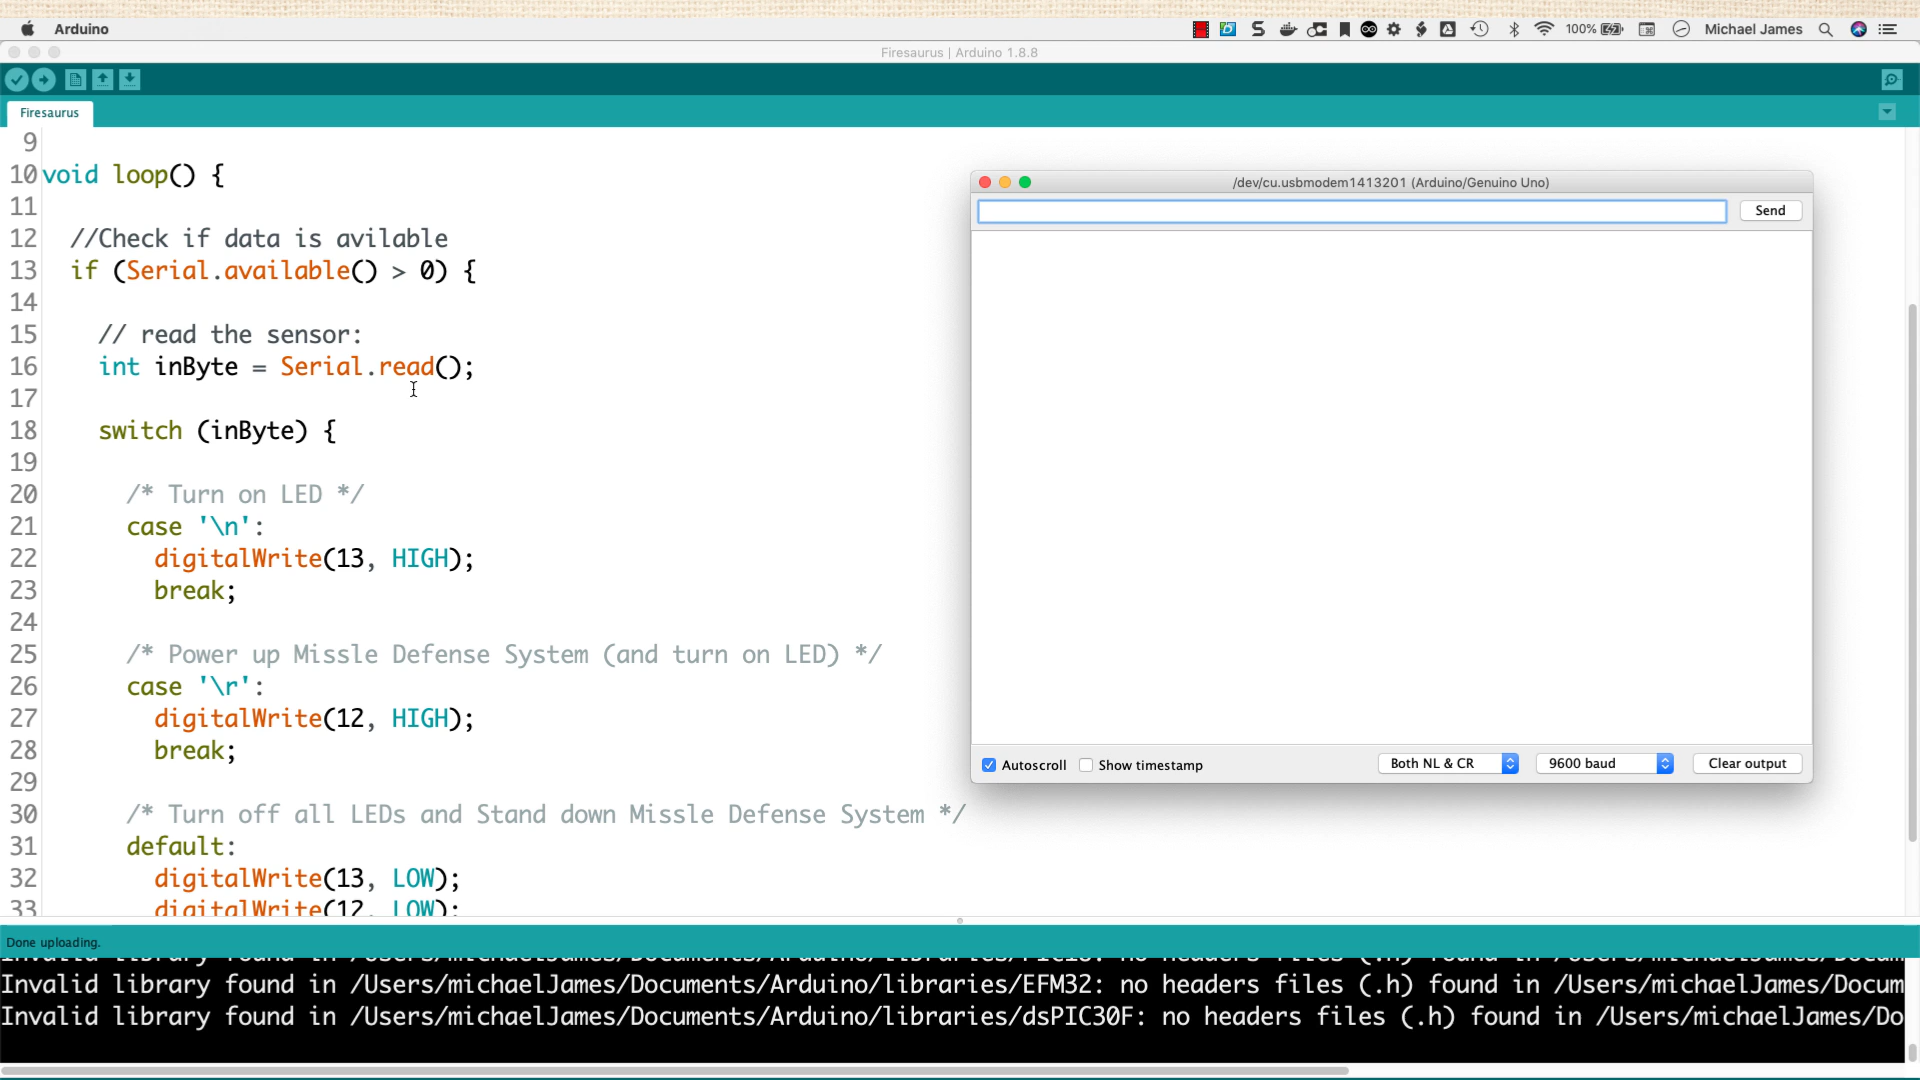 Arduino
100%
Michael James
Firesaurus | Arduino 1.8.8
Firesaurus
9
10 void loop() {
11
12 //Check if data is avilable
13 if (Serial.available() > 0) {
14
15 // read the sensor:
16 int inByte = Serial.read();
17
18 switch (inByte) {
19
20 /* Turn on LED */
21 case '\n':
22 digitalWrite(13, HIGH);
23 break;
24
25 /* Power up Missle Defense System (and turn on LED) */
26 case '\r':
27 digitalWrite(12, HIGH);
28 break;
29
30 /* Turn off all LEDs and Stand down Missle Defense System */
31 default:
32 digitalWrite(13, LOW);
33 digitalWrite(12, LOW);
/dev/cu.usbmodem1413201 (Arduino/Genuino Uno)
Send
Autoscroll
Show timestamp
Both NL & CR
9600 baud
Clear output
Done uploading.
Invalid library found in /Users/michaelJames/Documents/Arduino/libraries/EFM32: no headers files (.h) found in /Users/michaelJames/Docum
Invalid library found in /Users/michaelJames/Documents/Arduino/libraries/dsPIC30F: no headers files (.h) found in /Users/michaelJames/Do